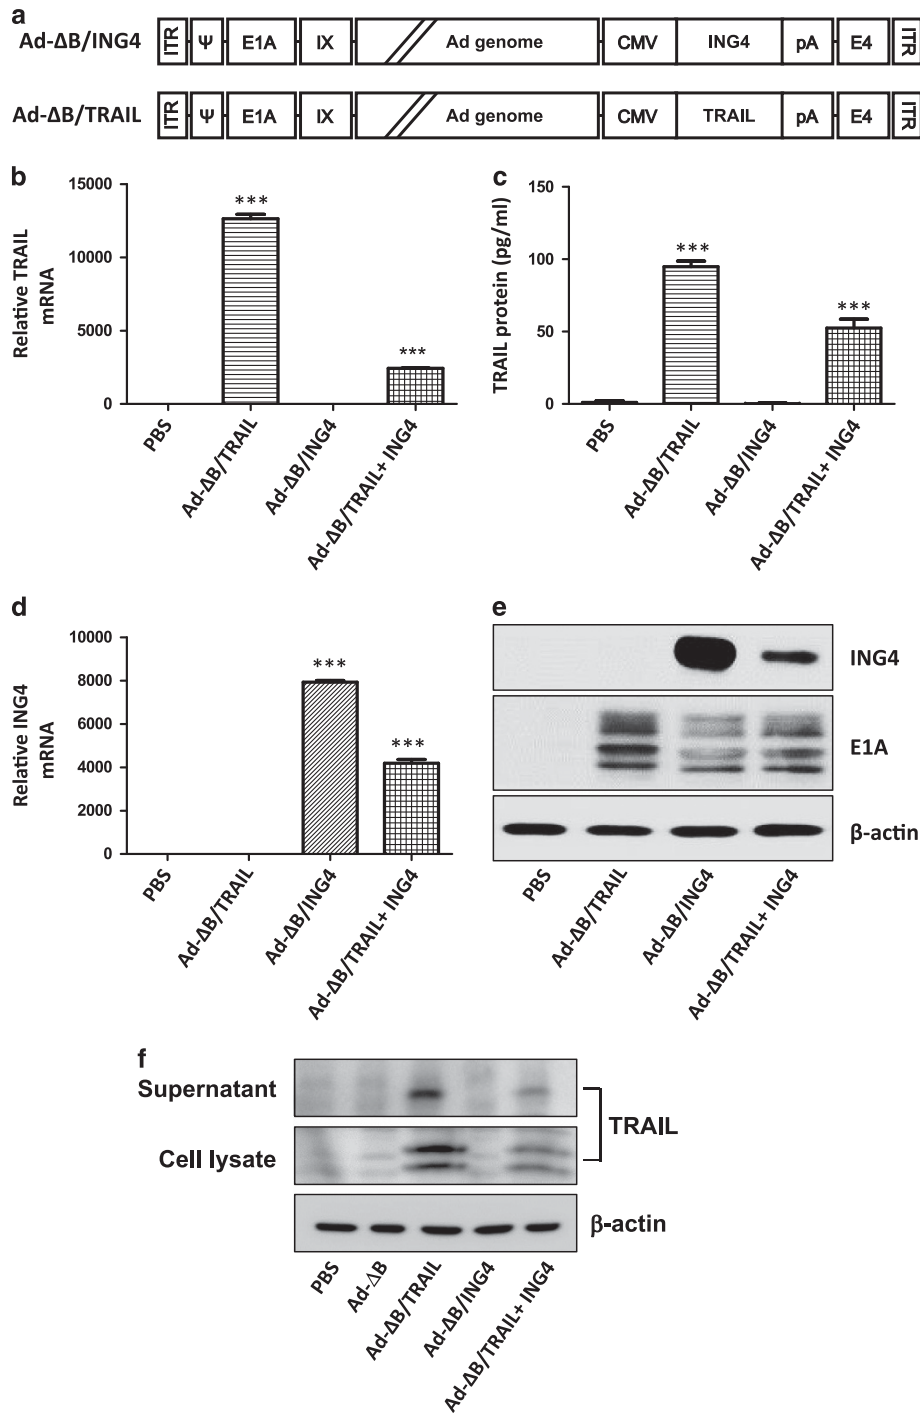 a
Ad-ΔB/ING4
ITR ψ E1A IX Ad genome CMV ING4 pA E4 ITR
Ad-ΔB/TRAIL
ITR ψ E1A IX Ad genome CMV TRAIL pA E4 ITR
b
Relative TRAIL
mRNA
15000
10000
5000
0
***
***
PBS
Ad-ΔB/TRAIL
Ad-ΔB/ING4
Ad-ΔB/TRAIL+ ING4
c
TRAIL protein (pg/ml)
150
100
50
0
***
***
PBS
Ad-ΔB/TRAIL
Ad-ΔB/ING4
Ad-ΔB/TRAIL+ ING4
d
Relative ING4
mRNA
10000
8000
6000
4000
2000
0
***
***
PBS
Ad-ΔB/TRAIL
Ad-ΔB/ING4
Ad-ΔB/TRAIL+ ING4
e
ING4
E1A
β-actin
PBS
Ad-ΔB/TRAIL
Ad-ΔB/ING4
Ad-ΔB/TRAIL+ ING4
f
Supernatant
Cell lysate
TRAIL
β-actin
PBS
Ad-ΔB
Ad-ΔB/TRAIL
Ad-ΔB/ING4
Ad-ΔB/TRAIL+ ING4